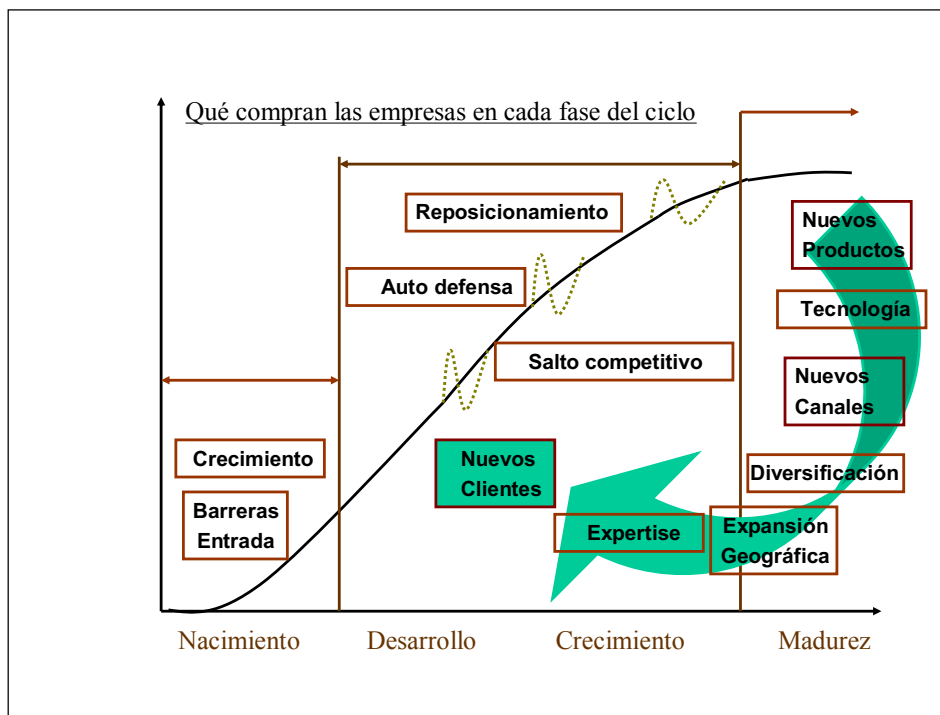 Qué compran las empresas en cada fase del ciclo
Reposicionamiento
Nuevos
Productos
Auto defensa
Tecnología
Salto competitivo
Nuevos
Canales
Crecimiento
Nuevos
Clientes
Diversificación
Barreras
Entrada
Expertise
Expansión
Geográfica
Nacimiento
Desarrollo
Crecimiento
Madurez